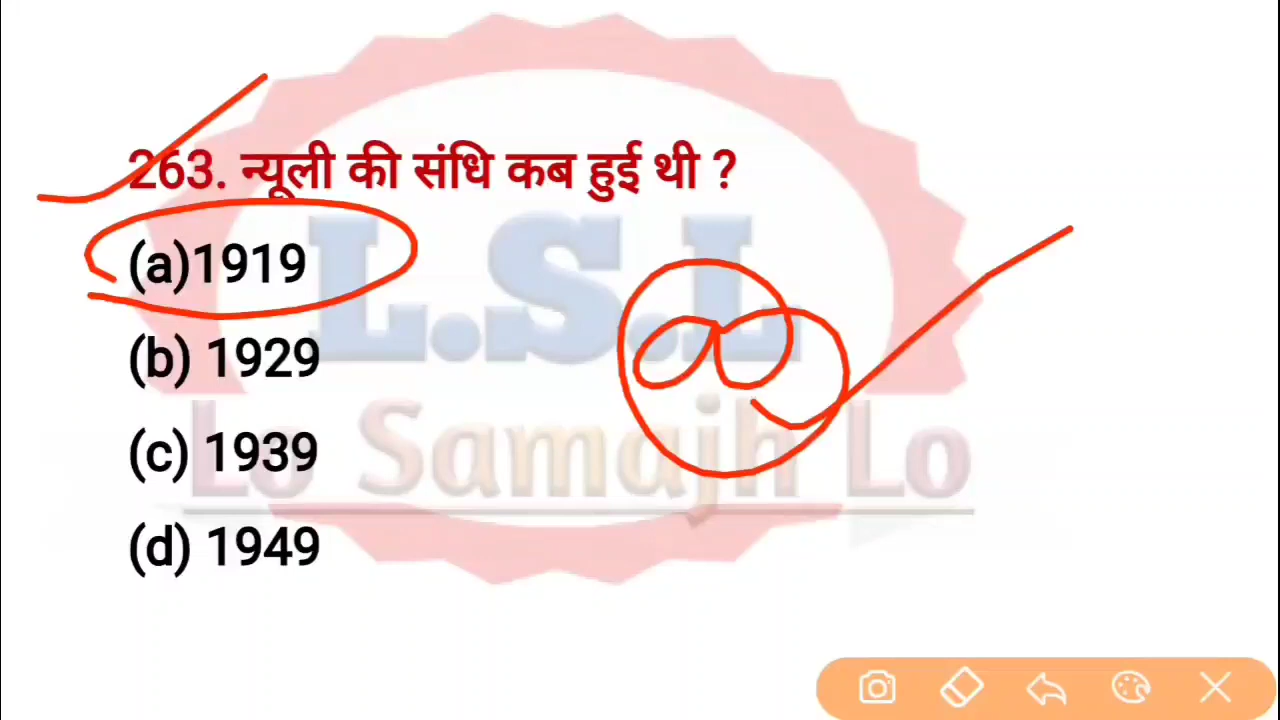 263. न्यूली की संधि कब हुई थी ?
(a)1919
(b) 1929
(c) 1939
(d) 1949
L.S.L
Lo Samajh Lo